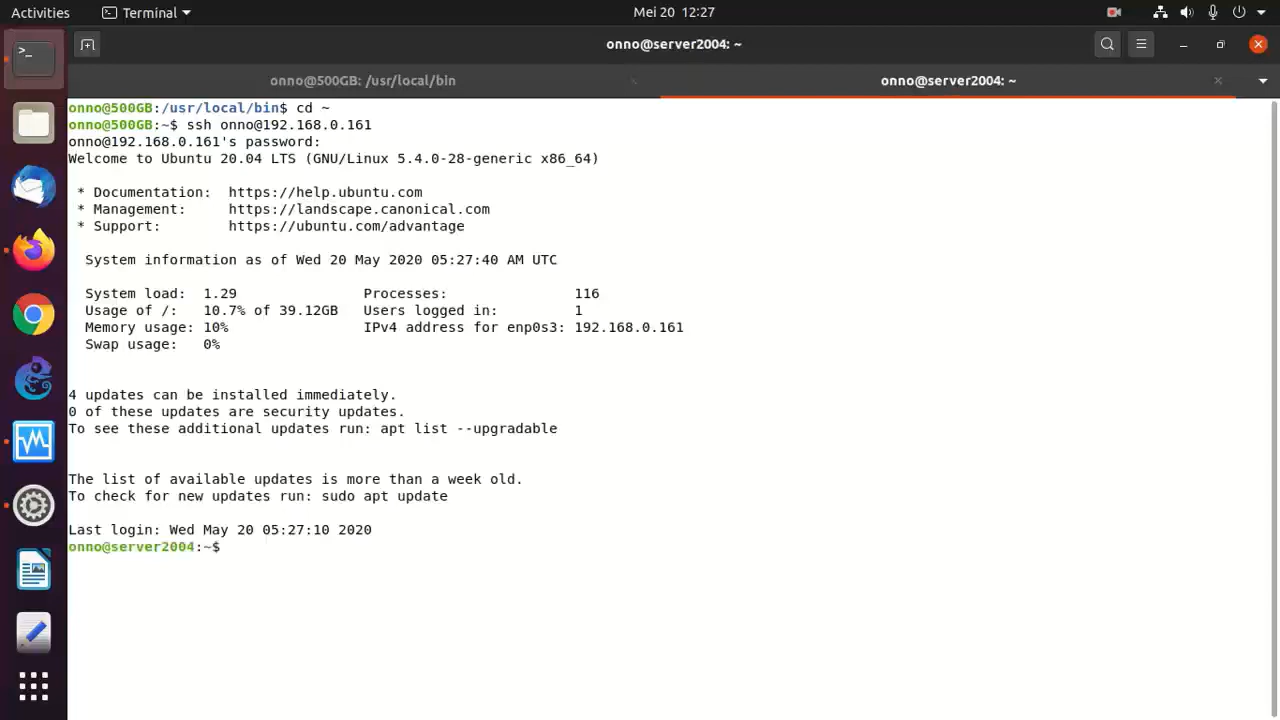 Activities Terminal Mei 20 12:27
onno@server2004: ~
onno@500GB: /usr/local/bin onno@server2004: ~
onno@500GB:/usr/local/bin$ cd ~
onno@500GB:~$ ssh onno@192.168.0.161
onno@192.168.0.161's password:
Welcome to Ubuntu 20.04 LTS (GNU/Linux 5.4.0-28-generic x86_64)
* Documentation:  https://help.ubuntu.com
* Management:     https://landscape.canonical.com
* Support:        https://ubuntu.com/advantage
System information as of Wed 20 May 2020 05:27:40 AM UTC
System load:  1.29               Processes:               116
Usage of /:   10.7% of 39.12GB   Users logged in:         1
Memory usage: 10%                IPv4 address for enp0s3: 192.168.0.161
Swap usage:   0%
4 updates can be installed immediately.
0 of these updates are security updates.
To see these additional updates run: apt list --upgradable
The list of available updates is more than a week old.
To check for new updates run: sudo apt update
Last login: Wed May 20 05:27:10 2020
onno@server2004:~$